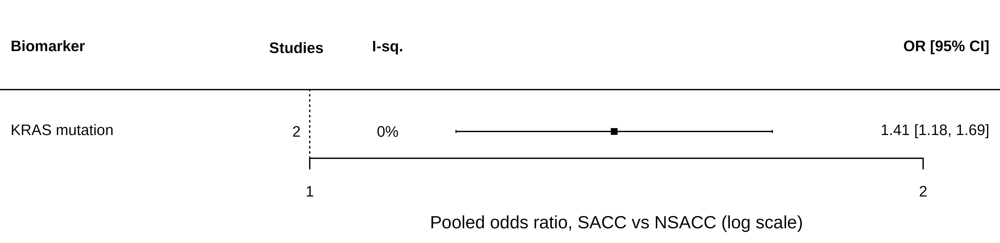 Biomarker Studies I-sq. OR [95% CI]
KRAS mutation 2 0% 1.41 [1.18, 1.69]
1 2
Pooled odds ratio, SACC vs NSACC (log scale)